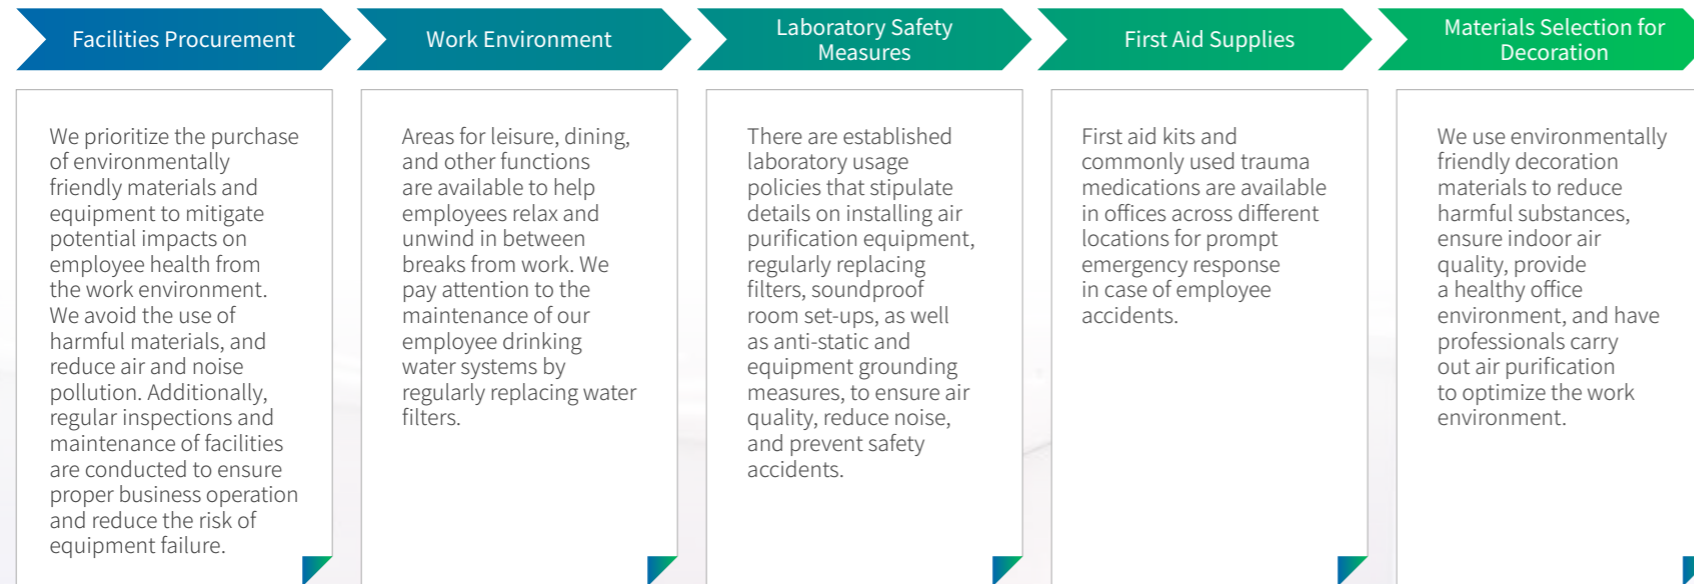 Facilities Procurement
Work Environment
Laboratory Safety
Measures
First Aid Supplies
Materials Selection for
Decoration
We prioritize the purchase
of environmentally
friendly materials and
equipment to mitigate
potential impacts on
employee health from
the work environment.
We avoid the use of
harmful materials, and
reduce air and noise
pollution. Additionally,
regular inspections and
maintenance of facilities
are conducted to ensure
proper business operation
and reduce the risk of
equipment failure.
Areas for leisure, dining,
and other functions
are available to help
employees relax and
unwind in between
breaks from work. We
pay attention to the
maintenance of our
employee drinking
water systems by
regularly replacing water
filters.
There are established
laboratory usage
policies that stipulate
details on installing air
purification equipment,
regularly replacing
filters, soundproof
room set-ups, as well
as anti-static and
equipment grounding
measures, to ensure air
quality, reduce noise,
and prevent safety
accidents.
First aid kits and
commonly used trauma
medications are available
in offices across different
locations for prompt
emergency response
in case of employee
accidents.
We use environmentally
friendly decoration
materials to reduce
harmful substances,
ensure indoor air
quality, provide
a healthy office
environment, and have
professionals carry
out air purification
to optimize the work
environment.